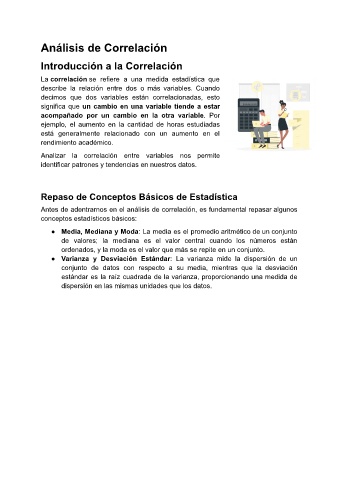 Análisis de Correlación
Introducción a la Correlación
La correlación se refiere a una medida estadística que
describe la relación entre dos o más variables. Cuando
decimos que dos variables están correlacionadas, esto
significa que un cambio en una variable tiende a estar
acompañado por un cambio en la otra variable. Por
ejemplo, el aumento en la cantidad de horas estudiadas
está generalmente relacionado con un aumento en el
rendimiento académico.
Analizar la correlación entre variables nos permite
identificar patrones y tendencias en nuestros datos.
Repaso de Conceptos Básicos de Estadística
Antes de adentrarnos en el análisis de correlación, es fundamental repasar algunos
conceptos estadísticos básicos:
● Media, Mediana y Moda: La media es el promedio aritmético de un conjunto
de valores; la mediana es el valor central cuando los números están
ordenados, y la moda es el valor que más se repite en un conjunto.
● Varianza y Desviación Estándar: La varianza mide la dispersión de un
conjunto de datos con respecto a su media, mientras que la desviación
estándar es la raíz cuadrada de la varianza, proporcionando una medida de
dispersión en las mismas unidades que los datos.